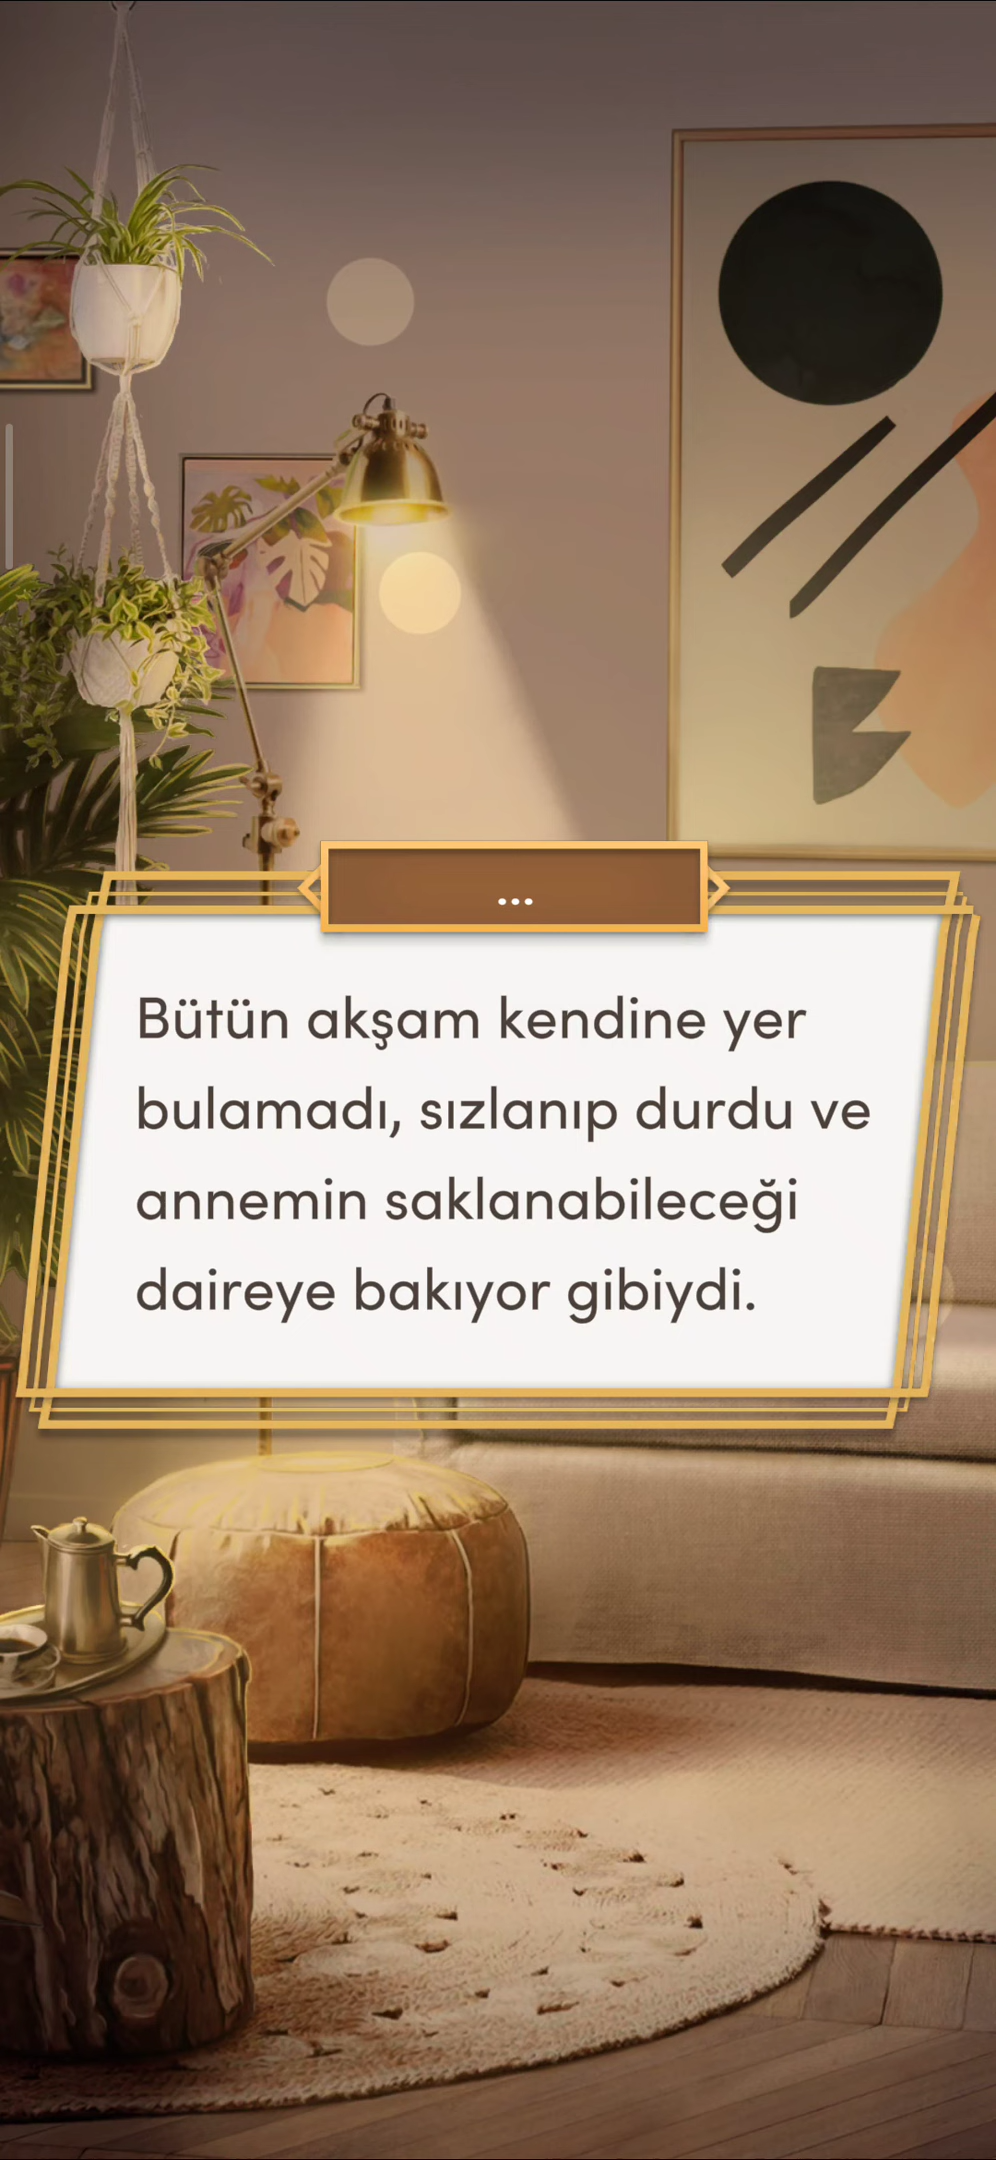 ...
Bütün akşam kendine yer
bulamadı, sızlanıp durdu ve
annemin saklanabileceği
daireye bakıyor gibiydi.